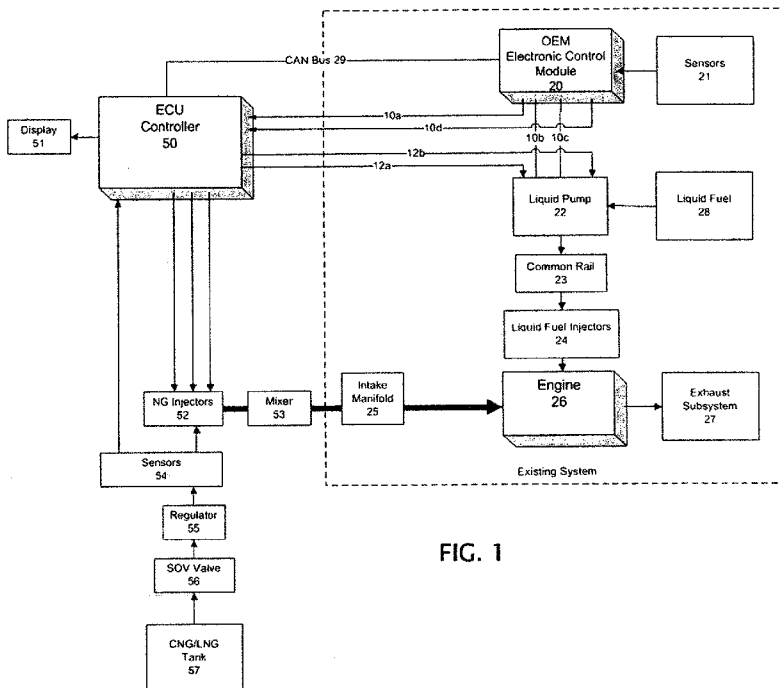 CAN Bus 29
OEM
Electronic Control
Module
20
Sensors
21
ECU
Controller
50
Display
51
10a
10d
10b
10c
12b
12a
Liquid Pump
22
Liquid Fuel
28
Common Rail
23
Liquid Fuel Injectors
24
NG Injectors
52
Mixer
53
Intake
Manifold
25
Engine
26
Exhaust
Subsystem
27
Existing System
Sensors
54
Regulator
55
SOV Valve
56
CNG/LNG
Tank
57
FIG. 1